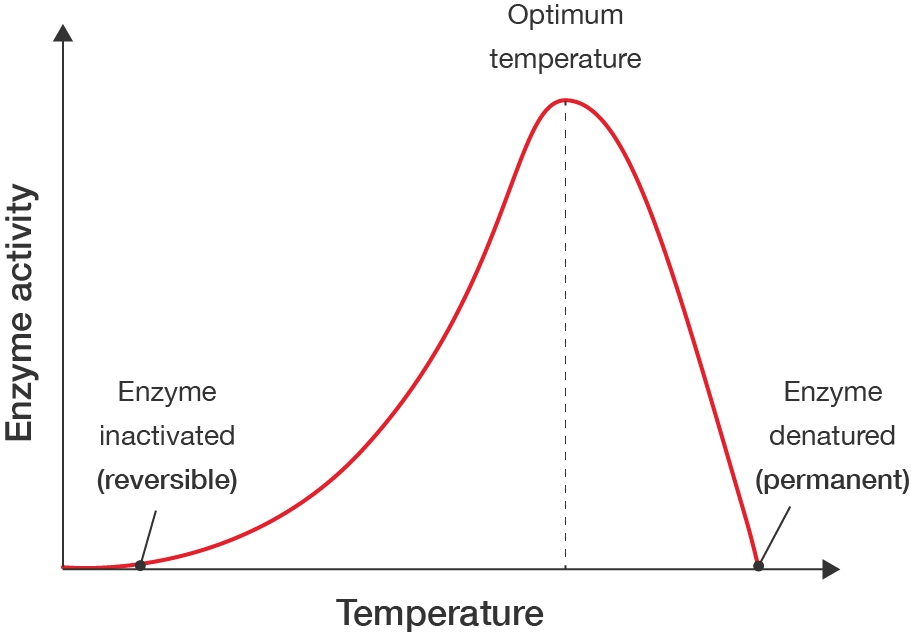 Optimum
temperature
Enzyme activity
Enzyme
inactivated
(reversible)
Enzyme
denatured
(permanent)
Temperature